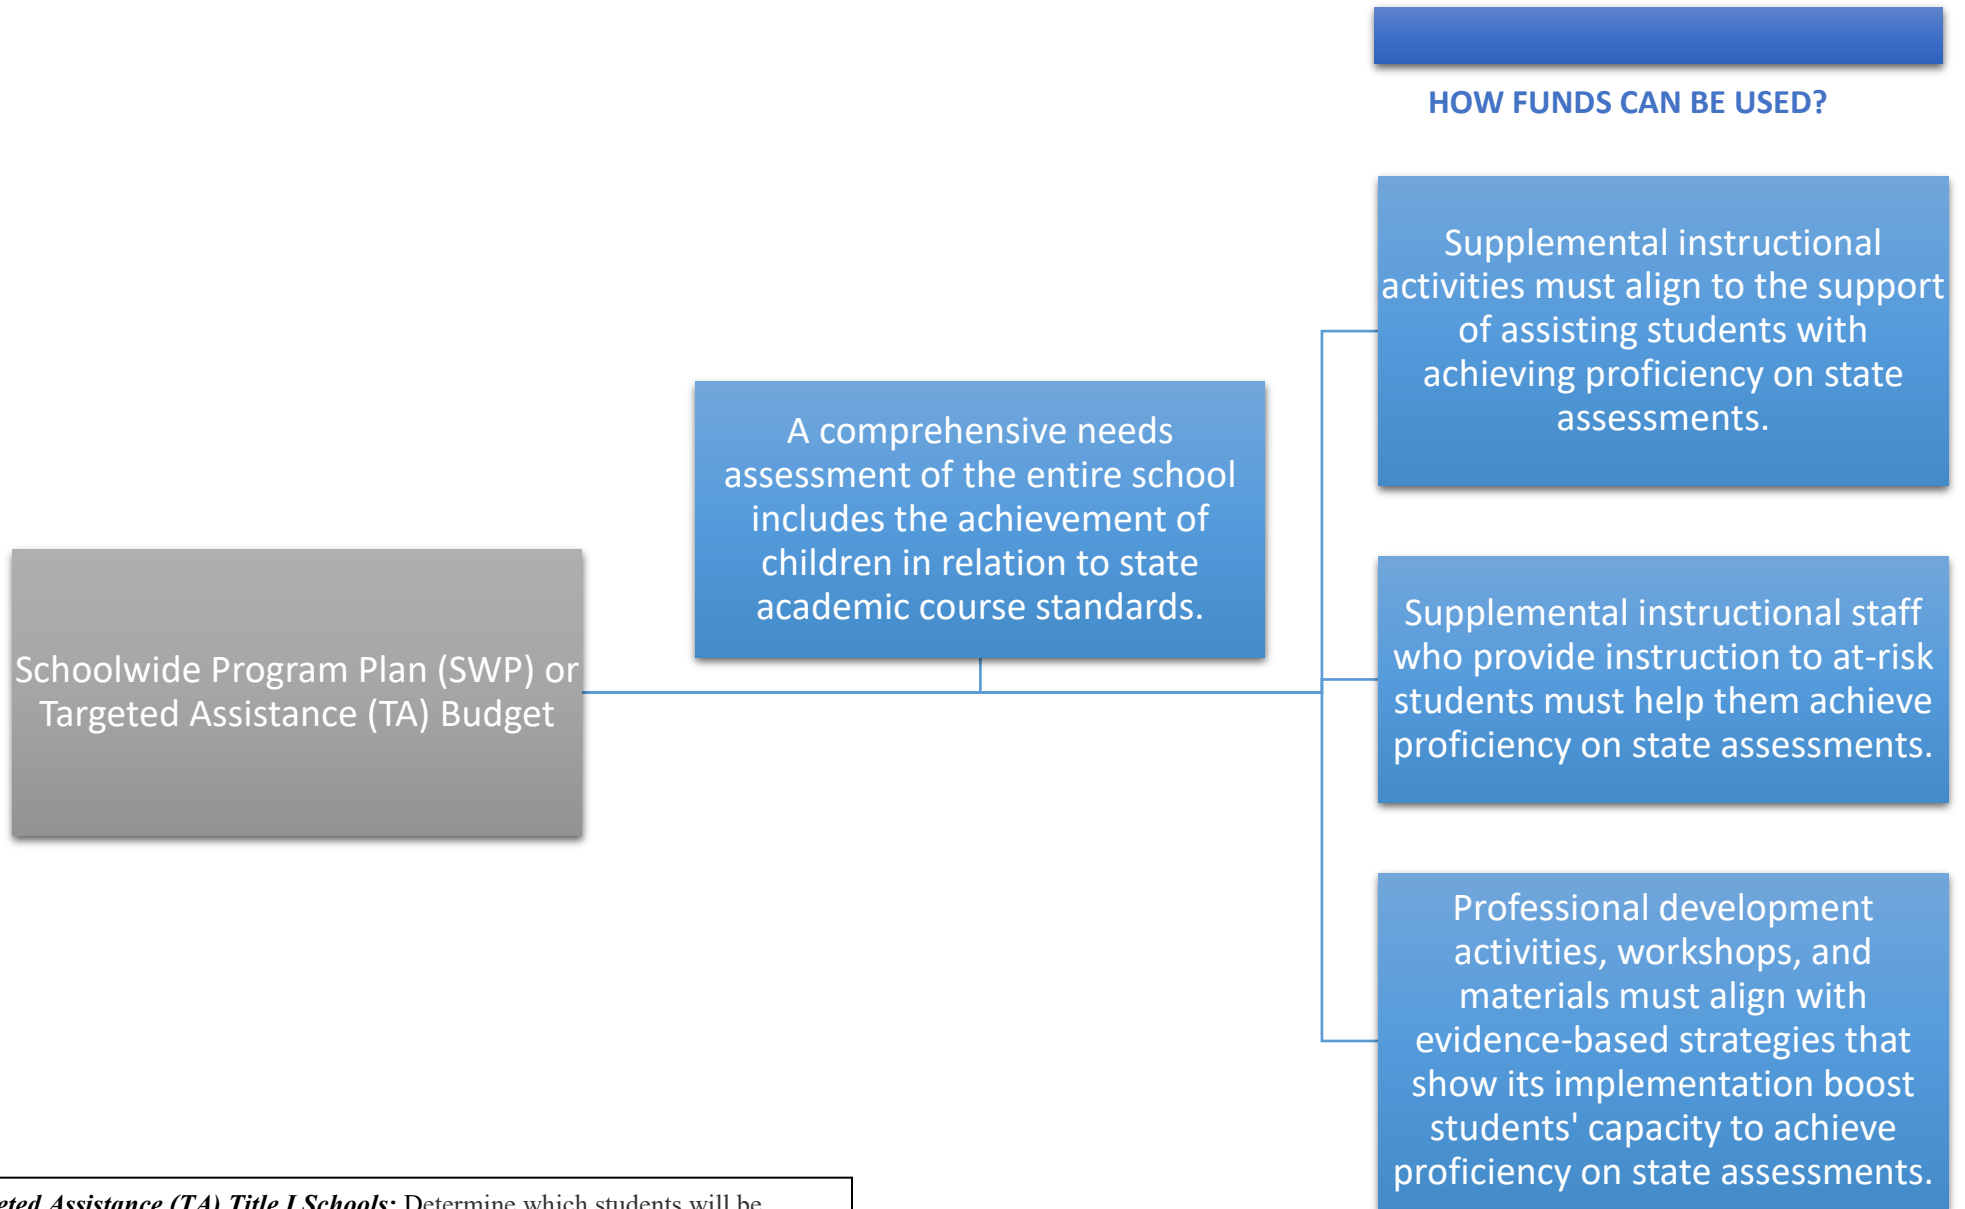 HOW FUNDS CAN BE USED?
Schoolwide Program Plan (SWP) or
Targeted Assistance (TA) Budget
A comprehensive needs
assessment of the entire school
includes the achievement of
children in relation to state
academic course standards.
Supplemental instructional
activities must align to the support
of assisting students with
achieving proficiency on state
assessments.
Supplemental instructional staff
who provide instruction to at-risk
students must help them achieve
proficiency on state assessments.
Professional development
activities, workshops, and
materials must align with
evidence-based strategies that
show its implementation boost
students' capacity to achieve
proficiency on state assessments.
Assistance (TA) Title I Schools: Determine which students will be